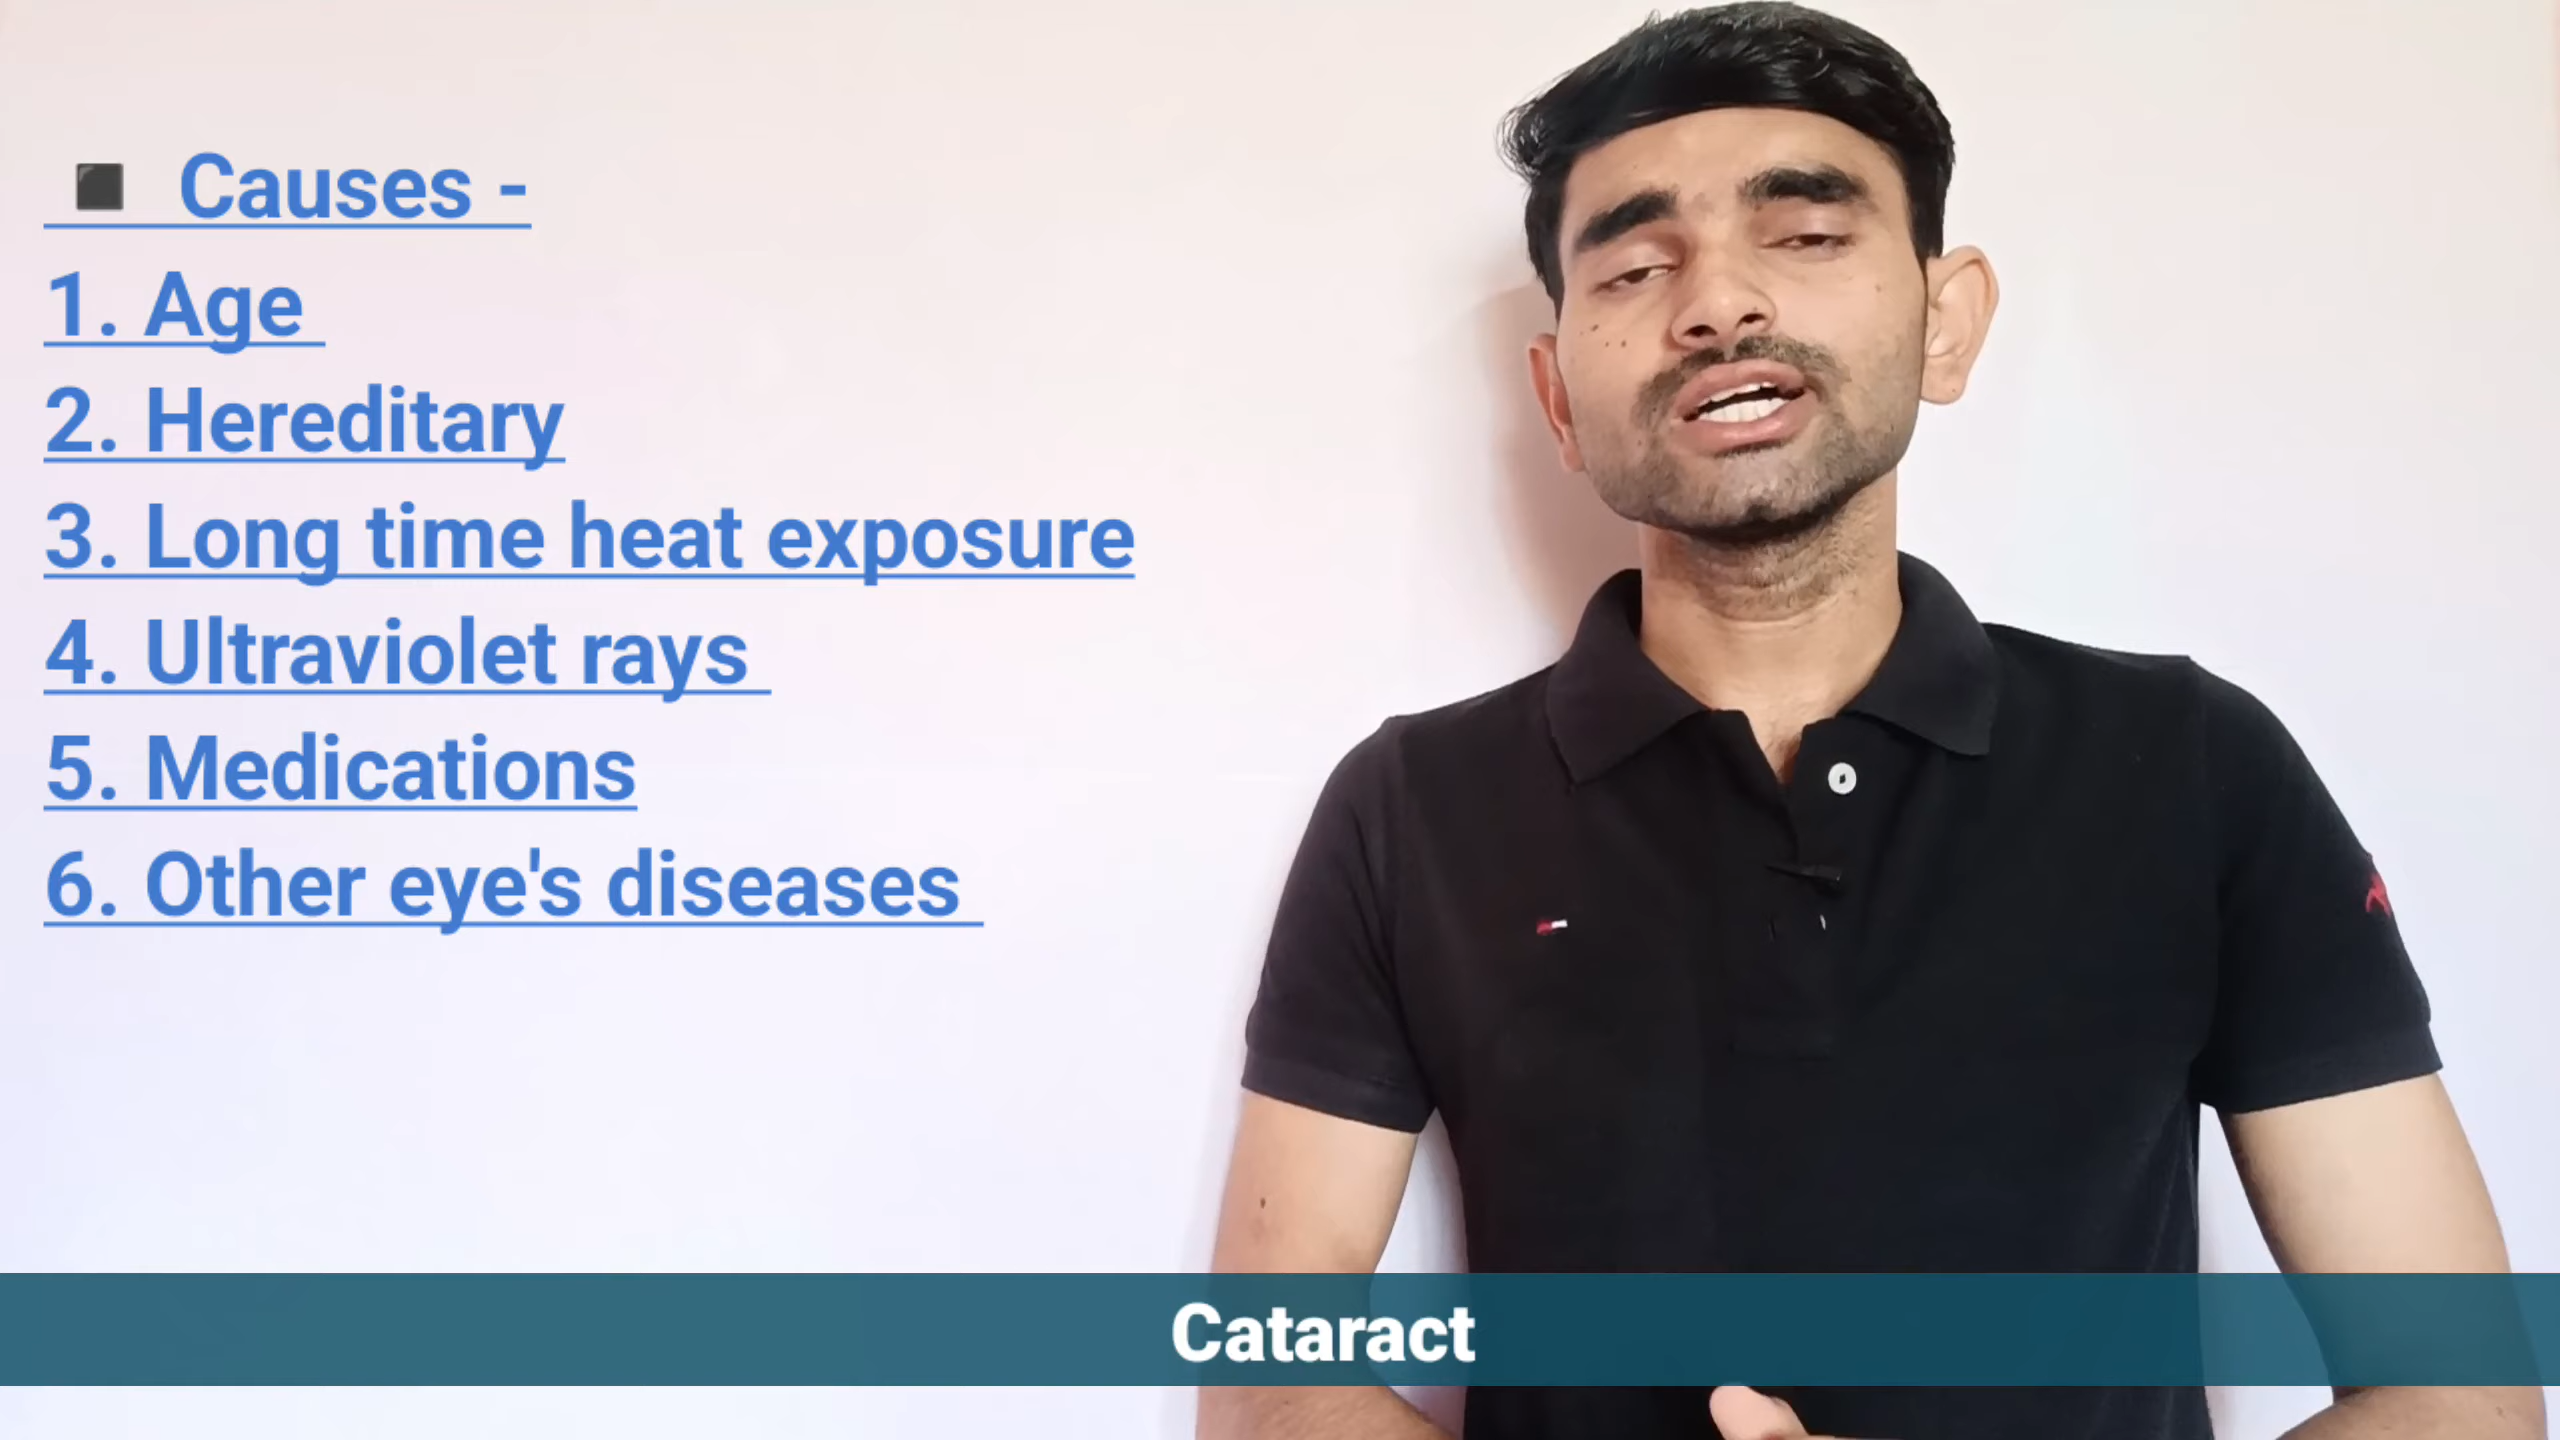 ▪ Causes -
1. Age
2. Hereditary
3. Long time heat exposure
4. Ultraviolet rays
5. Medications
6. Other eye's diseases
Cataract